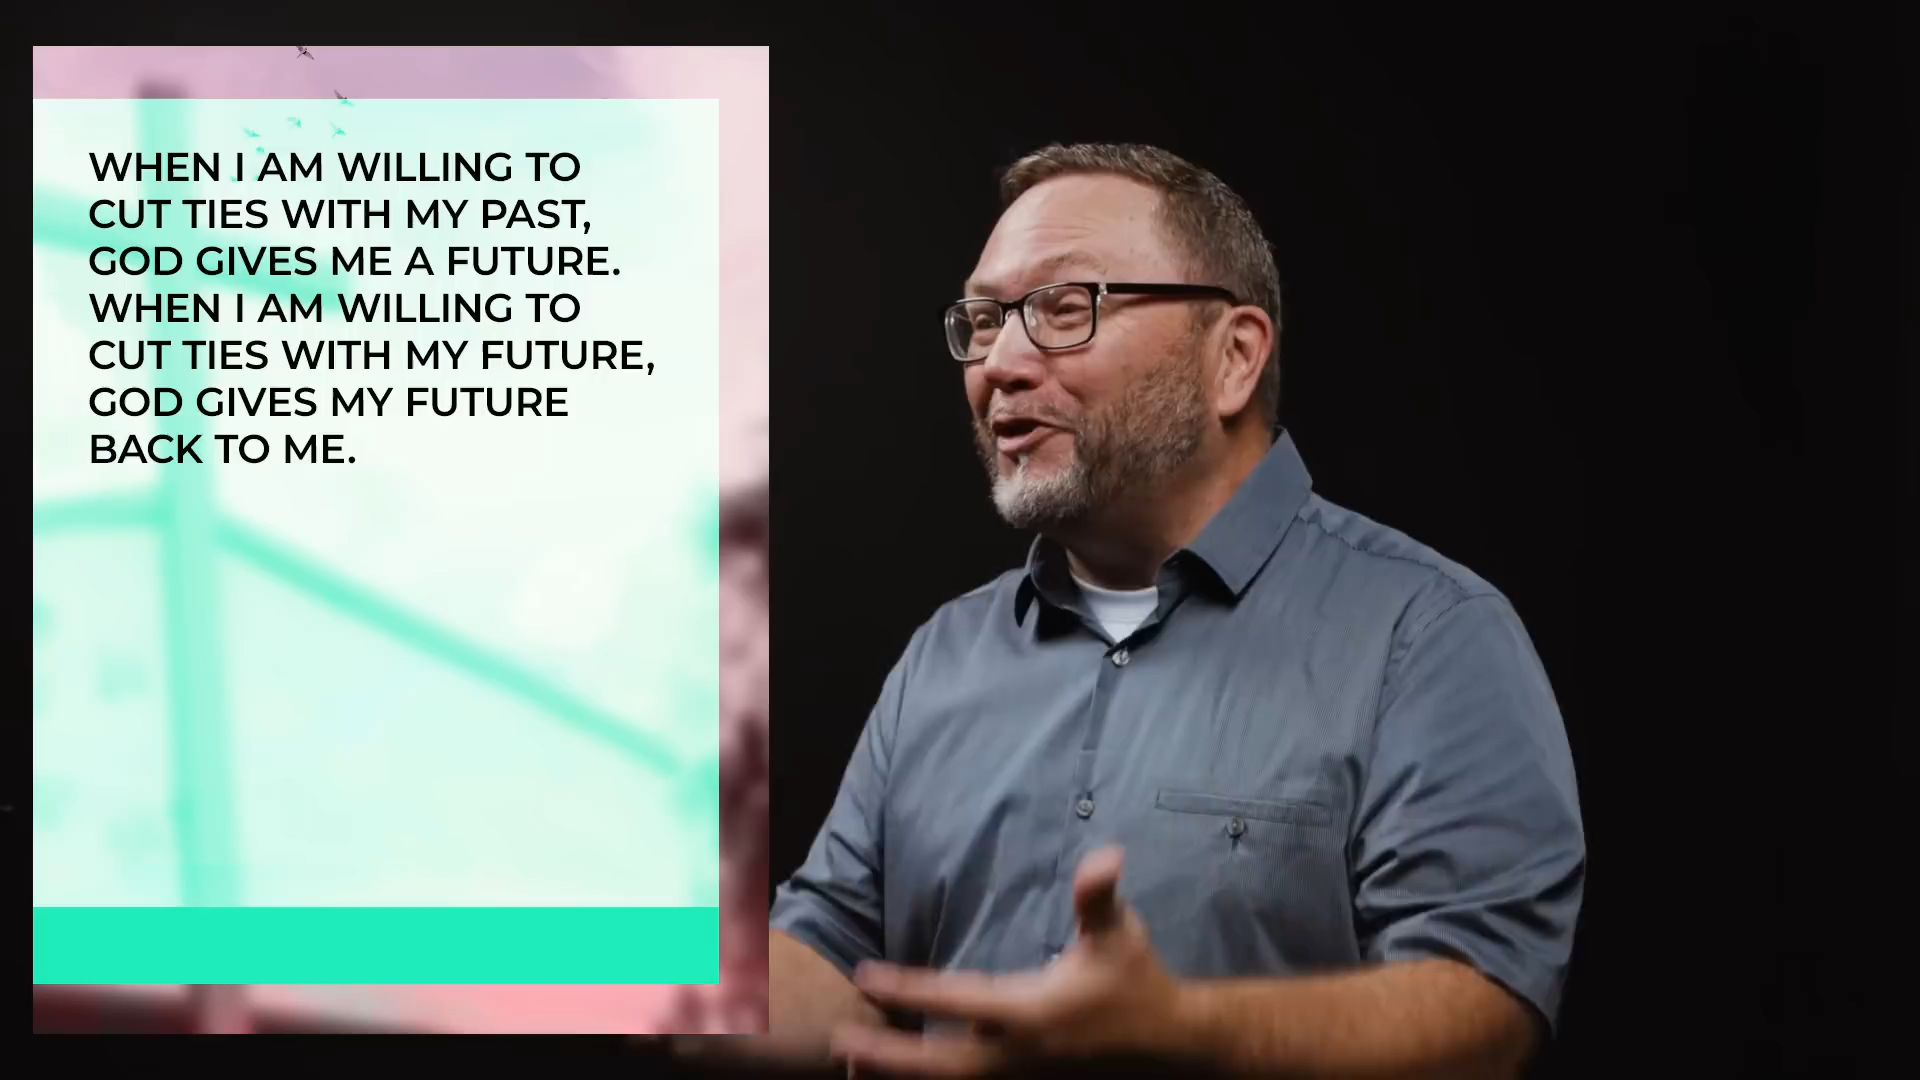 WHEN I AM WILLING TO
CUT TIES WITH MY PAST,
GOD GIVES ME A FUTURE.
WHEN I AM WILLING TO
CUT TIES WITH MY FUTURE,
GOD GIVES MY FUTURE
BACK TO ME.